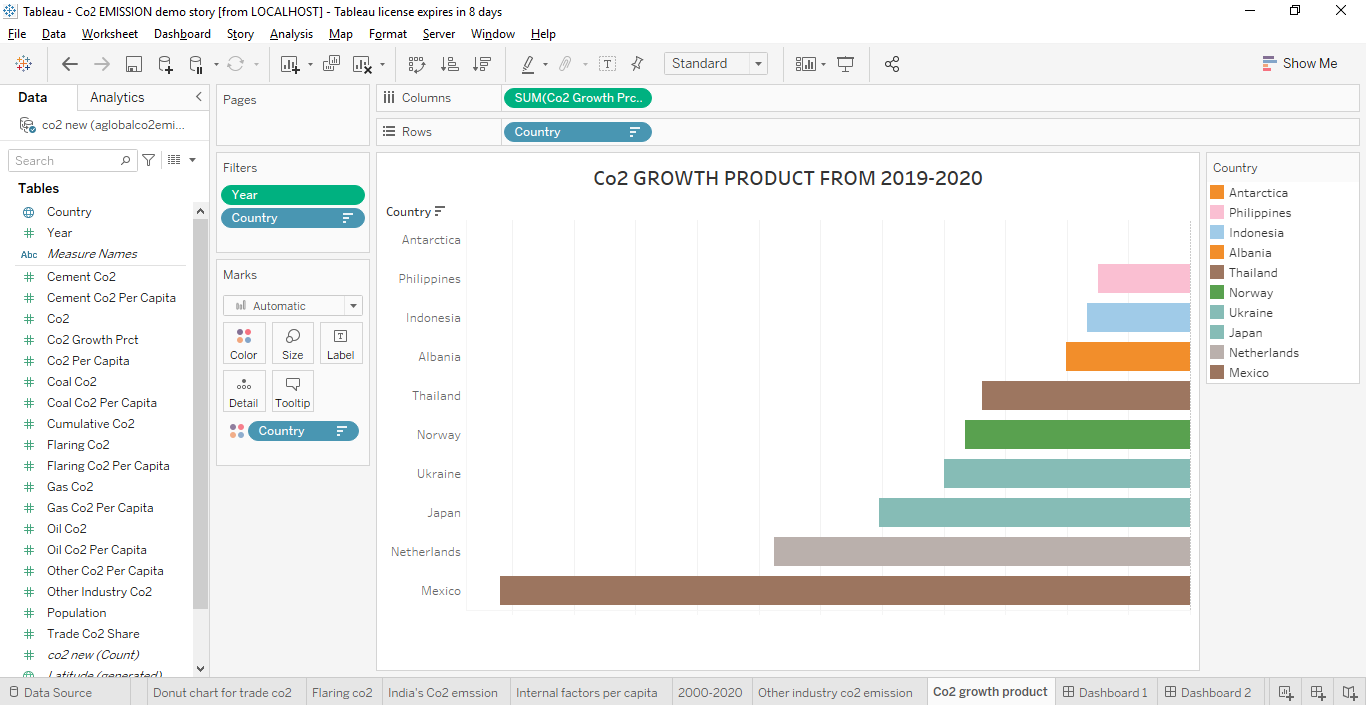 Tableau - Co2 EMISSION demo story [from LOCALHOST] - Tableau license expires in 8 days
File Data Worksheet Dashboard Story Analysis Map Format Server Window Help
Standard
Show Me
Data Analytics
co2 new (aglobalco2emi...
Search
Tables
Country
Year
Abc Measure Names
Cement Co2
Cement Co2 Per Capita
Co2
Co2 Growth Prct
Co2 Per Capita
Coal Co2
Coal Co2 Per Capita
Cumulative Co2
Flaring Co2
Flaring Co2 Per Capita
Gas Co2
Gas Co2 Per Capita
Oil Co2
Oil Co2 Per Capita
Other Co2 Per Capita
Other Industry Co2
Population
Trade Co2 Share
co2 new (Count)
Latitude (generated)
Pages
Filters
Year
Country
Marks
Automatic
Color Size Label
Detail Tooltip
Country
Columns SUM(Co2 Growth Prc..
Rows Country
Co2 GROWTH PRODUCT FROM 2019-2020
Country
Antarctica
Philippines
Indonesia
Albania
Thailand
Norway
Ukraine
Japan
Netherlands
Mexico
Country
Antarctica
Philippines
Indonesia
Albania
Thailand
Norway
Ukraine
Japan
Netherlands
Mexico
Data Source Donut chart for trade co2 Flaring co2 India's Co2 emssion Internal factors per capita 2000-2020 Other industry co2 emission Co2 growth product Dashboard 1 Dashboard 2